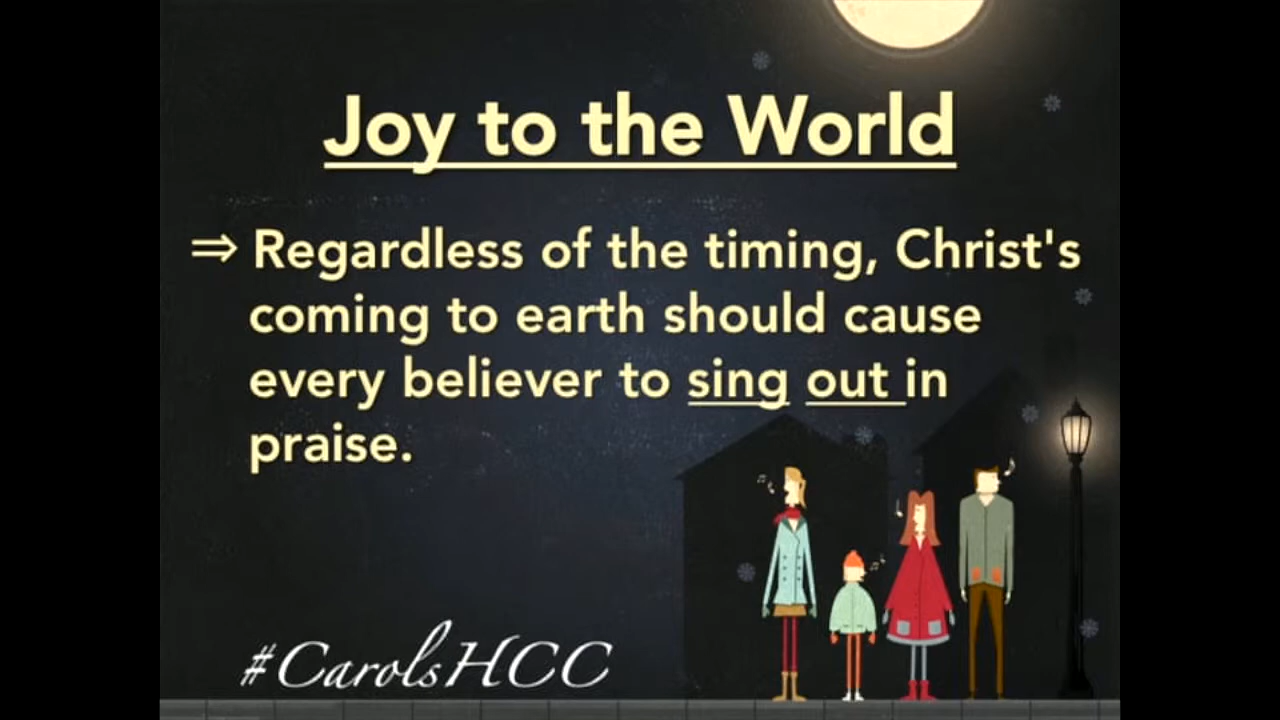 Joy to the World
⇒ Regardless of the timing, Christ's
coming to earth should cause
every believer to sing out in
praise.
#CarolsHCC